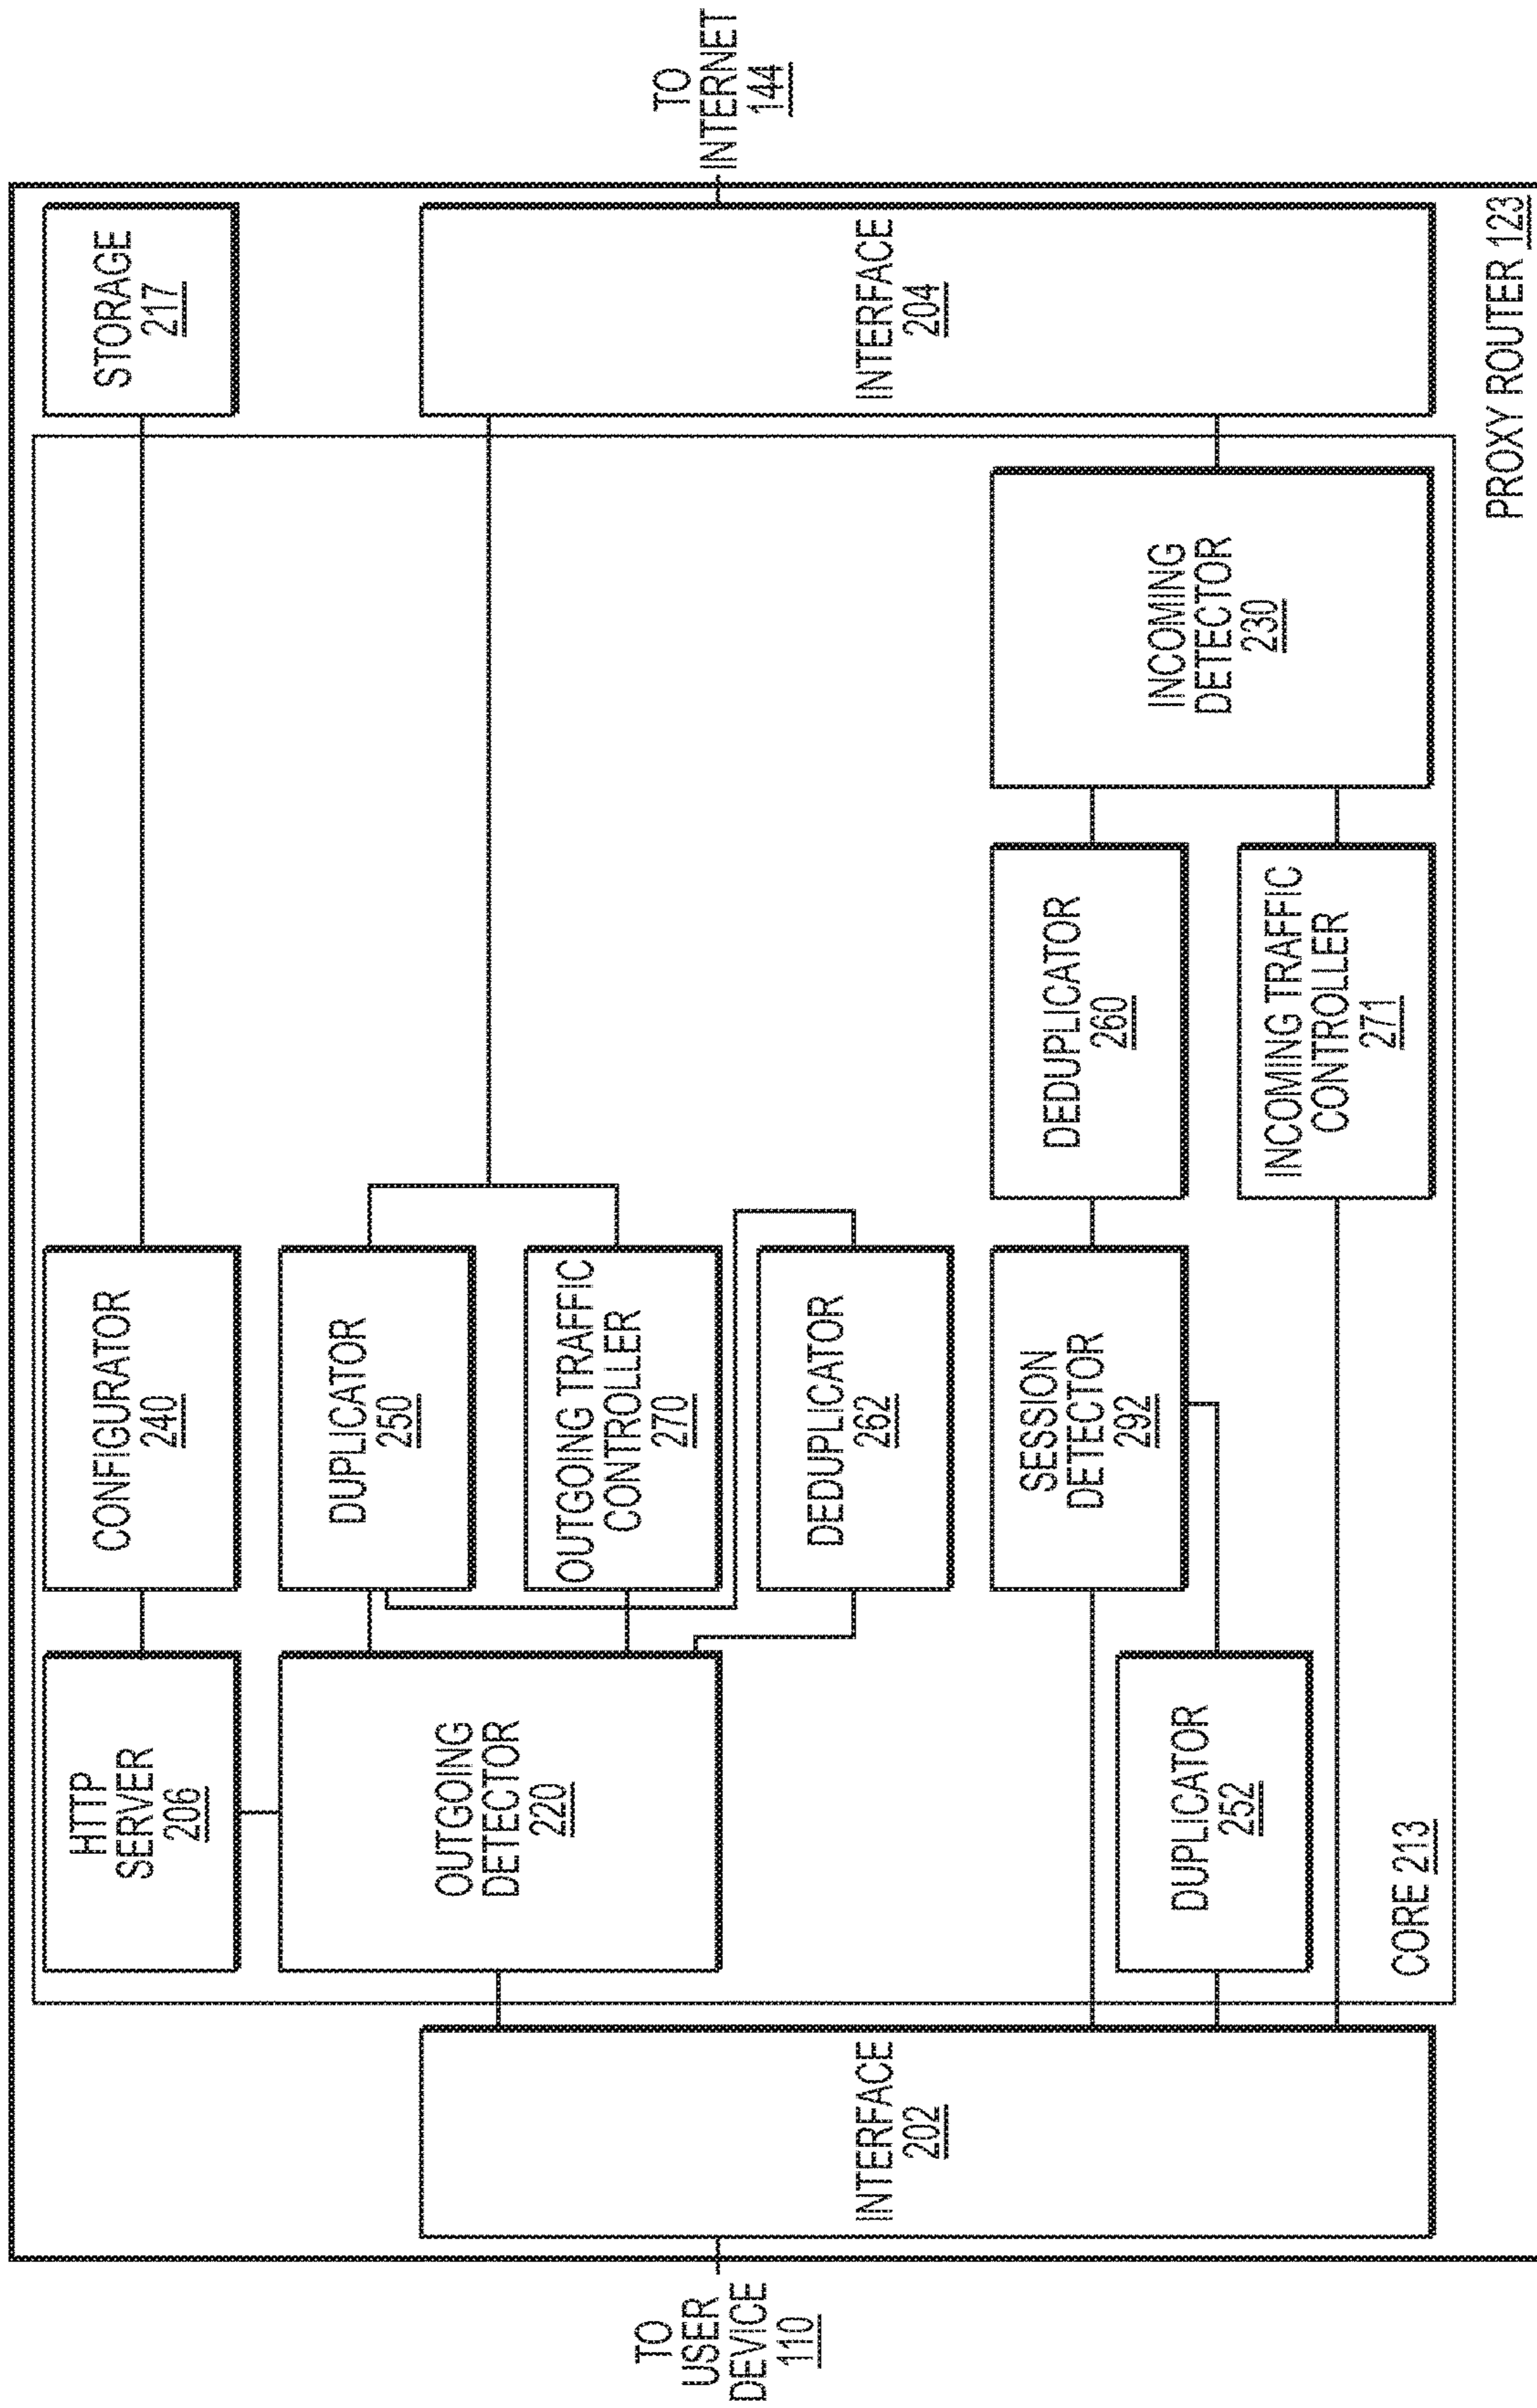 HTTP
SERVER
206
CONFIGURATOR
240
STORAGE
217
OUTGOING
DETECTOR
220
DUPLICATOR
250
OUTGOING TRAFFIC
CONTROLLER
270
DEDUPLICATOR
262
TO
USER
DEVICE
110
INTERFACE
202
INTERFACE
204
TO
INTERNET
144
SESSION
DETECTOR
292
DEDUPLICATOR
260
INCOMING
DETECTOR
230
DUPLICATOR
252
INCOMING TRAFFIC
CONTROLLER
271
CORE 213
PROXY ROUTER 123